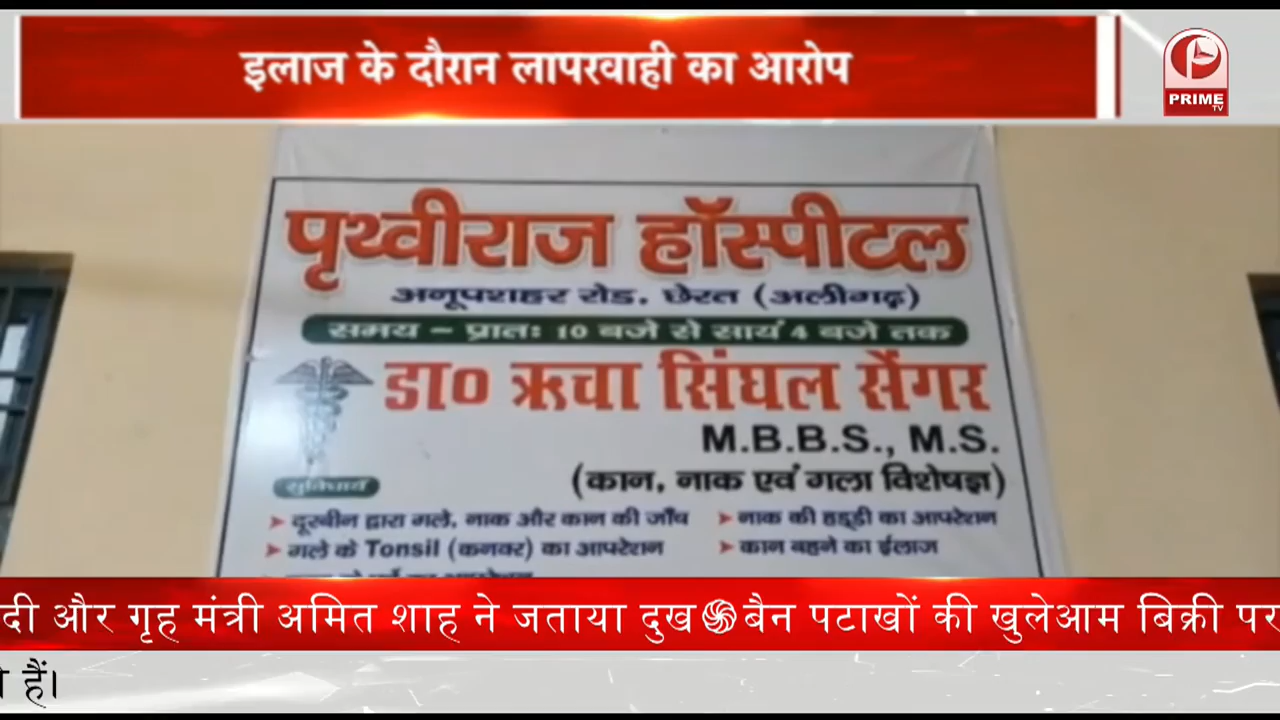 इलाज के दौरान लापरवाही का आरोप
PRIME
TV
पृथ्वीराज हॉस्पीटल
अनूपशहर रोड, छेरत (अलीगढ़)
समय - प्रातः 10 बजे से सायं 4 बजे तक
डा० ऋचा सिंघल सेंगर
M.B.B.S., M.S.
(कान, नाक एवं गला विशेषज्ञ)
सुविधायें
➤ दूरबीन द्वारा गले, नाक और कान की जाँच
➤ नाक की हड्डी का आपरेशन
➤ गले के Tonsil (कनवर) का आपरेशन
➤ कान बहने का ईलाज
दी और गृह मंत्री अमित शाह ने जताया दुख
बैन पटाखों की खुलेआम बिक्री पर
हैं।